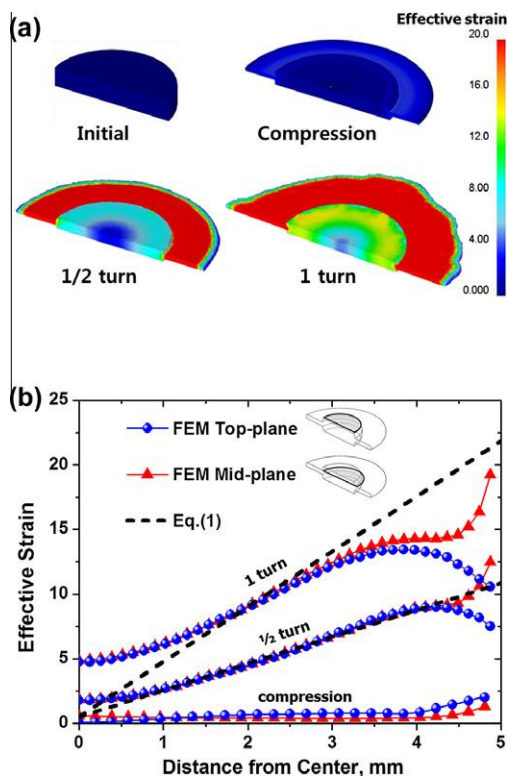 (a)
Effective strain
20.0
16.0
12.0
8.00
4.00
0.000
Initial
Compression
1/2 turn
1 turn
(b)
25
20
15
10
5
0
Effective Strain
FEM Top-plane
FEM Mid-plane
Eq.(1)
1 turn
½ turn
compression
0 1 2 3 4 5
Distance from Center, mm